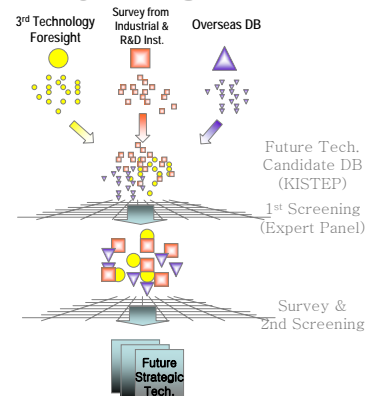 3rd Technology
Foresight
Survey from
Industrial &
R&D Inst.
Overseas DB
Future Tech.
Candidate DB
(KISTEP)
1st Screening
(Expert Panel)
Survey &
2nd Screening
Future
Strategic
Tech.